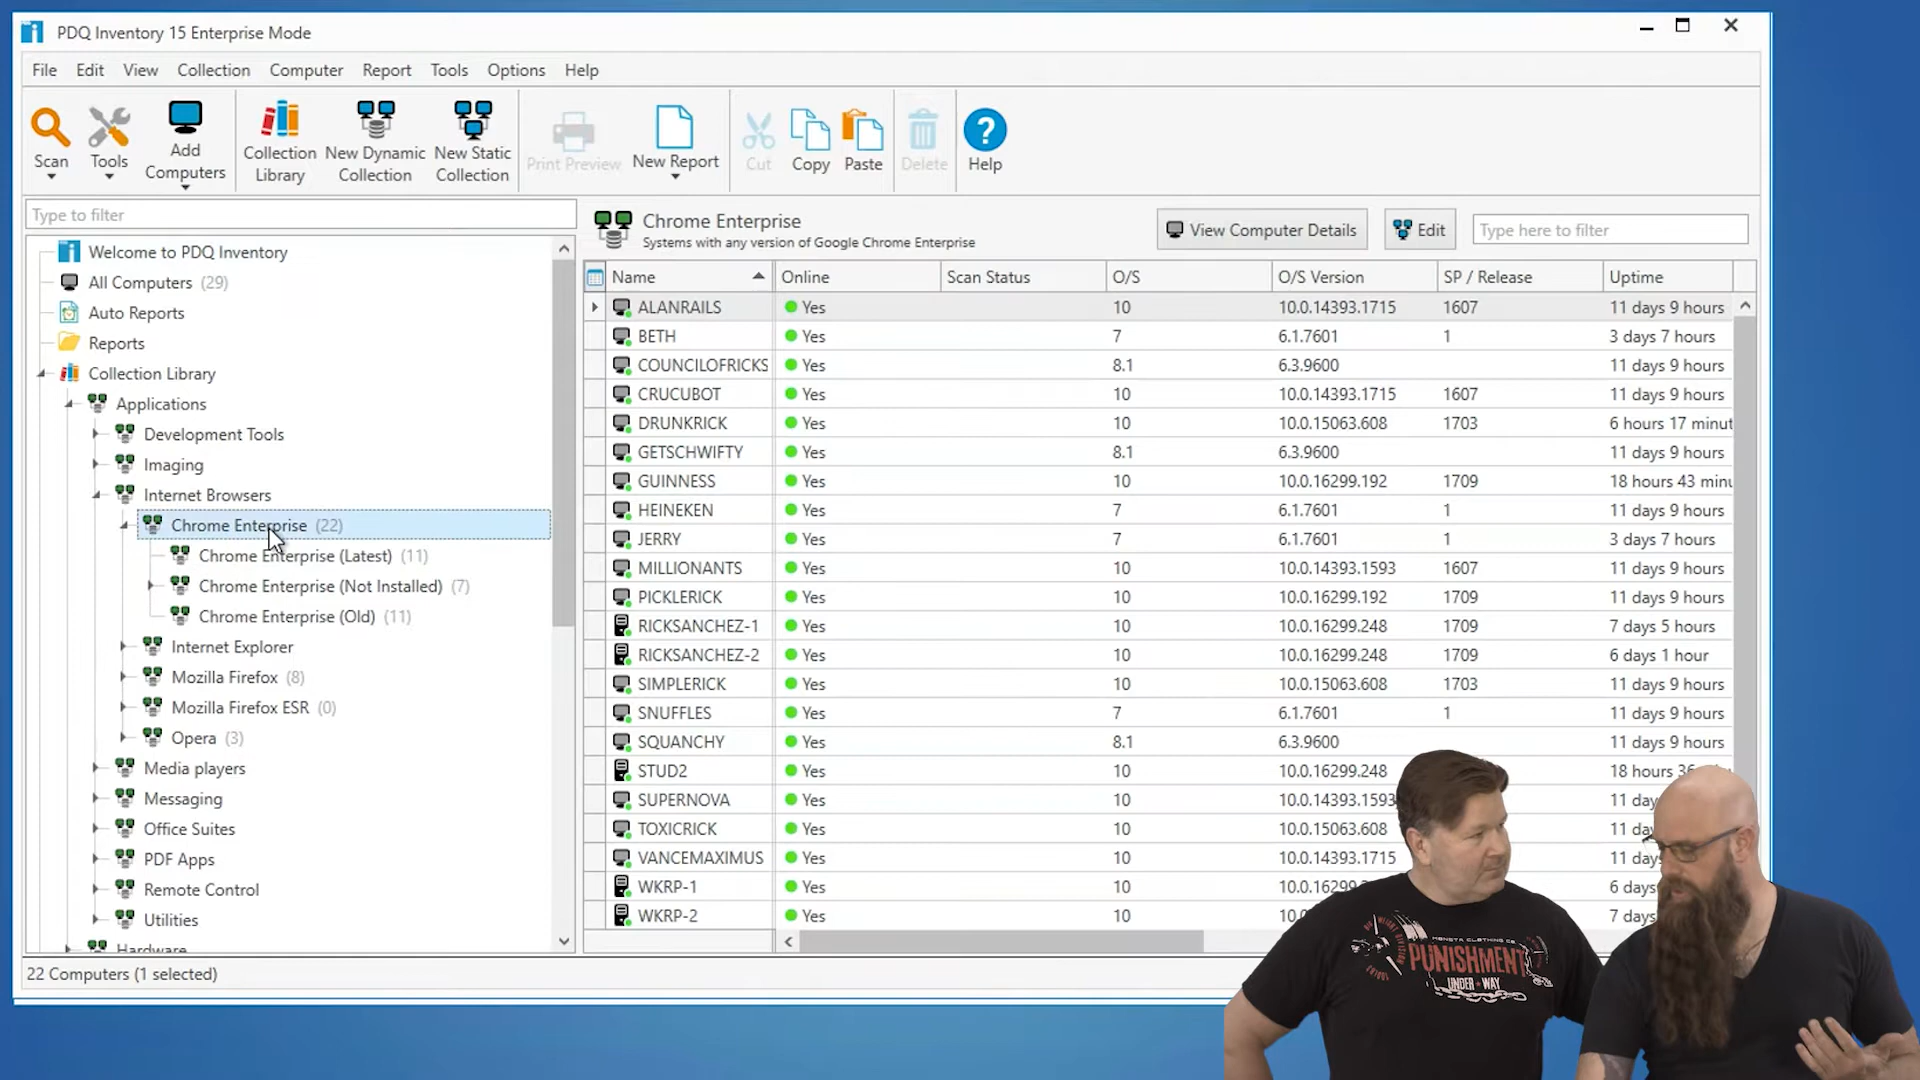 PDQ Inventory 15 Enterprise Mode
File Edit View Collection Computer Report Tools Options Help
Scan
Tools
Add Computers
Collection Library
New Dynamic Collection
New Static Collection
Print Preview
New Report
Cut
Copy
Paste
Delete
Help
Type to filter
Welcome to PDQ Inventory
All Computers (29)
Auto Reports
Reports
Collection Library
Applications
Development Tools
Imaging
Internet Browsers
Chrome Enterprise (22)
Chrome Enterprise (Latest) (11)
Chrome Enterprise (Not Installed) (7)
Chrome Enterprise (Old) (11)
Internet Explorer
Mozilla Firefox (8)
Mozilla Firefox ESR (0)
Opera (3)
Media players
Messaging
Office Suites
PDF Apps
Remote Control
Utilities
Hardware
Chrome Enterprise
Systems with any version of Google Chrome Enterprise
View Computer Details
Edit
Type here to filter
Name Online Scan Status O/S O/S Version SP / Release Uptime
ALANRAILS Yes 10 10.0.14393.1715 1607 11 days 9 hours
BETH Yes 7 6.1.7601 1 3 days 7 hours
COUNCILOFRICKS Yes 8.1 6.3.9600 11 days 9 hours
CRUCUBOT Yes 10 10.0.14393.1715 1607 11 days 9 hours
DRUNKRICK Yes 10 10.0.15063.608 1703 6 hours 17 minut
GETSCHWIFTY Yes 8.1 6.3.9600 11 days 9 hours
GUINNESS Yes 10 10.0.16299.192 1709 18 hours 43 minu
HEINEKEN Yes 7 6.1.7601 1 11 days 9 hours
JERRY Yes 7 6.1.7601 1 3 days 7 hours
MILLIONANTS Yes 10 10.0.14393.1593 1607 11 days 9 hours
PICKLERICK Yes 10 10.0.16299.192 1709 11 days 9 hours
RICKSANCHEZ-1 Yes 10 10.0.16299.248 1709 7 days 5 hours
RICKSANCHEZ-2 Yes 10 10.0.16299.248 1709 6 days 1 hour
SIMPLERICK Yes 10 10.0.15063.608 1703 11 days 9 hours
SNUFFLES Yes 7 6.1.7601 1 11 days 9 hours
SQUANCHY Yes 8.1 6.3.9600 11 days 9 hours
STUD2 Yes 10 10.0.16299.248 18 hours
SUPERNOVA Yes 10 10.0.14393.1593 11
TOXICRICK Yes 10 10.0.15063.608 11
VANCEMAXIMUS Yes 10 10.0.14393.1715 11
WKRP-1 Yes 10 6 days
WKRP-2 Yes 10 7 days
22 Computers (1 selected)
MONSTA CLOTHING CO
PUNISHMENT
UNDER WAY